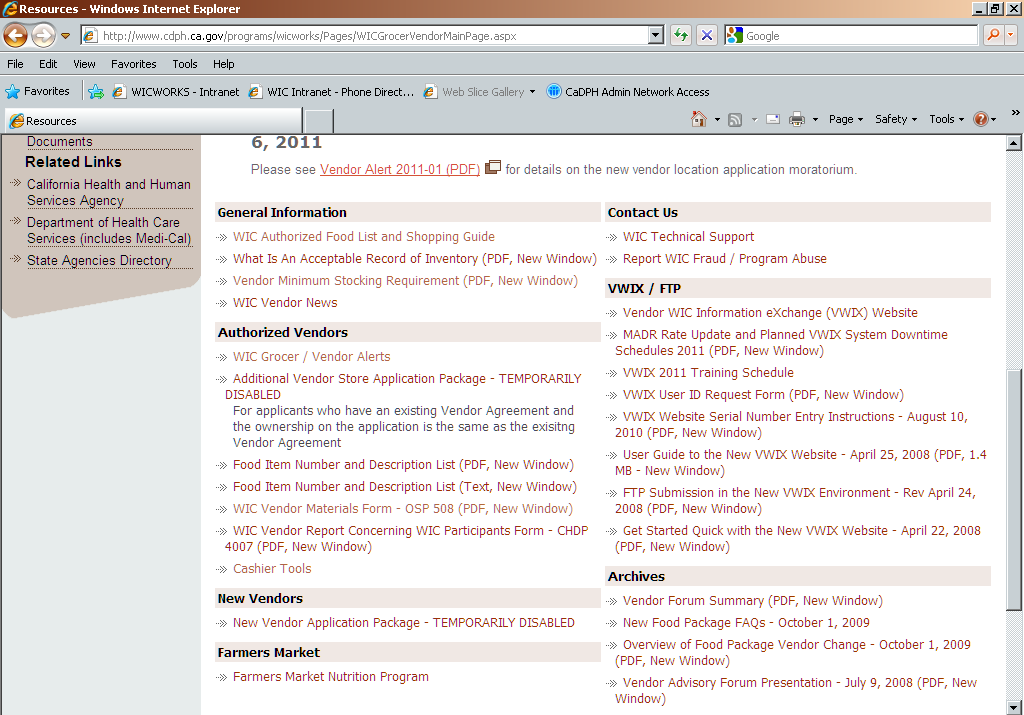 Resources - Windows Internet Explorer
http://www.cdph.ca.gov/programs/wicworks/Pages/WICGrocerVendorMainPage.aspx
Google
File Edit View Favorites Tools Help
Favorites WICWORKS - Intranet WIC Intranet - Phone Direct... Web Slice Gallery CaDPH Admin Network Access
Resources
Page Safety Tools »
Documents
Related Links
California Health and Human
Services Agency
Department of Health Care
Services (includes Medi-Cal)
State Agencies Directory
6, 2011
Please see Vendor Alert 2011-01 (PDF) for details on the new vendor location application moratorium.
General Information
WIC Authorized Food List and Shopping Guide
What Is An Acceptable Record of Inventory (PDF, New Window)
Vendor Minimum Stocking Requirement (PDF, New Window)
WIC Vendor News
Authorized Vendors
WIC Grocer / Vendor Alerts
Additional Vendor Store Application Package - TEMPORARILY
DISABLED
For applicants who have an existing Vendor Agreement and
the ownership on the application is the same as the exisitng
Vendor Agreement
Food Item Number and Description List (PDF, New Window)
Food Item Number and Description List (Text, New Window)
WIC Vendor Materials Form - OSP 508 (PDF, New Window)
WIC Vendor Report Concerning WIC Participants Form - CHDP
4007 (PDF, New Window)
Cashier Tools
New Vendors
New Vendor Application Package - TEMPORARILY DISABLED
Farmers Market
Farmers Market Nutrition Program
Contact Us
WIC Technical Support
Report WIC Fraud / Program Abuse
VWIX / FTP
Vendor WIC Information eXchange (VWIX) Website
MADR Rate Update and Planned VWIX System Downtime
Schedules 2011 (PDF, New Window)
VWIX 2011 Training Schedule
VWIX User ID Request Form (PDF, New Window)
VWIX Website Serial Number Entry Instructions - August 10,
2010 (PDF, New Window)
User Guide to the New VWIX Website - April 25, 2008 (PDF, 1.4
MB - New Window)
FTP Submission in the New VWIX Environment - Rev April 24,
2008 (PDF, New Window)
Get Started Quick with the New VWIX Website - April 22, 2008
(PDF, New Window)
Archives
Vendor Forum Summary (PDF, New Window)
New Food Package FAQs - October 1, 2009
Overview of Food Package Vendor Change - October 1, 2009
(PDF, New Window)
Vendor Advisory Forum Presentation - July 9, 2008 (PDF, New
Window)